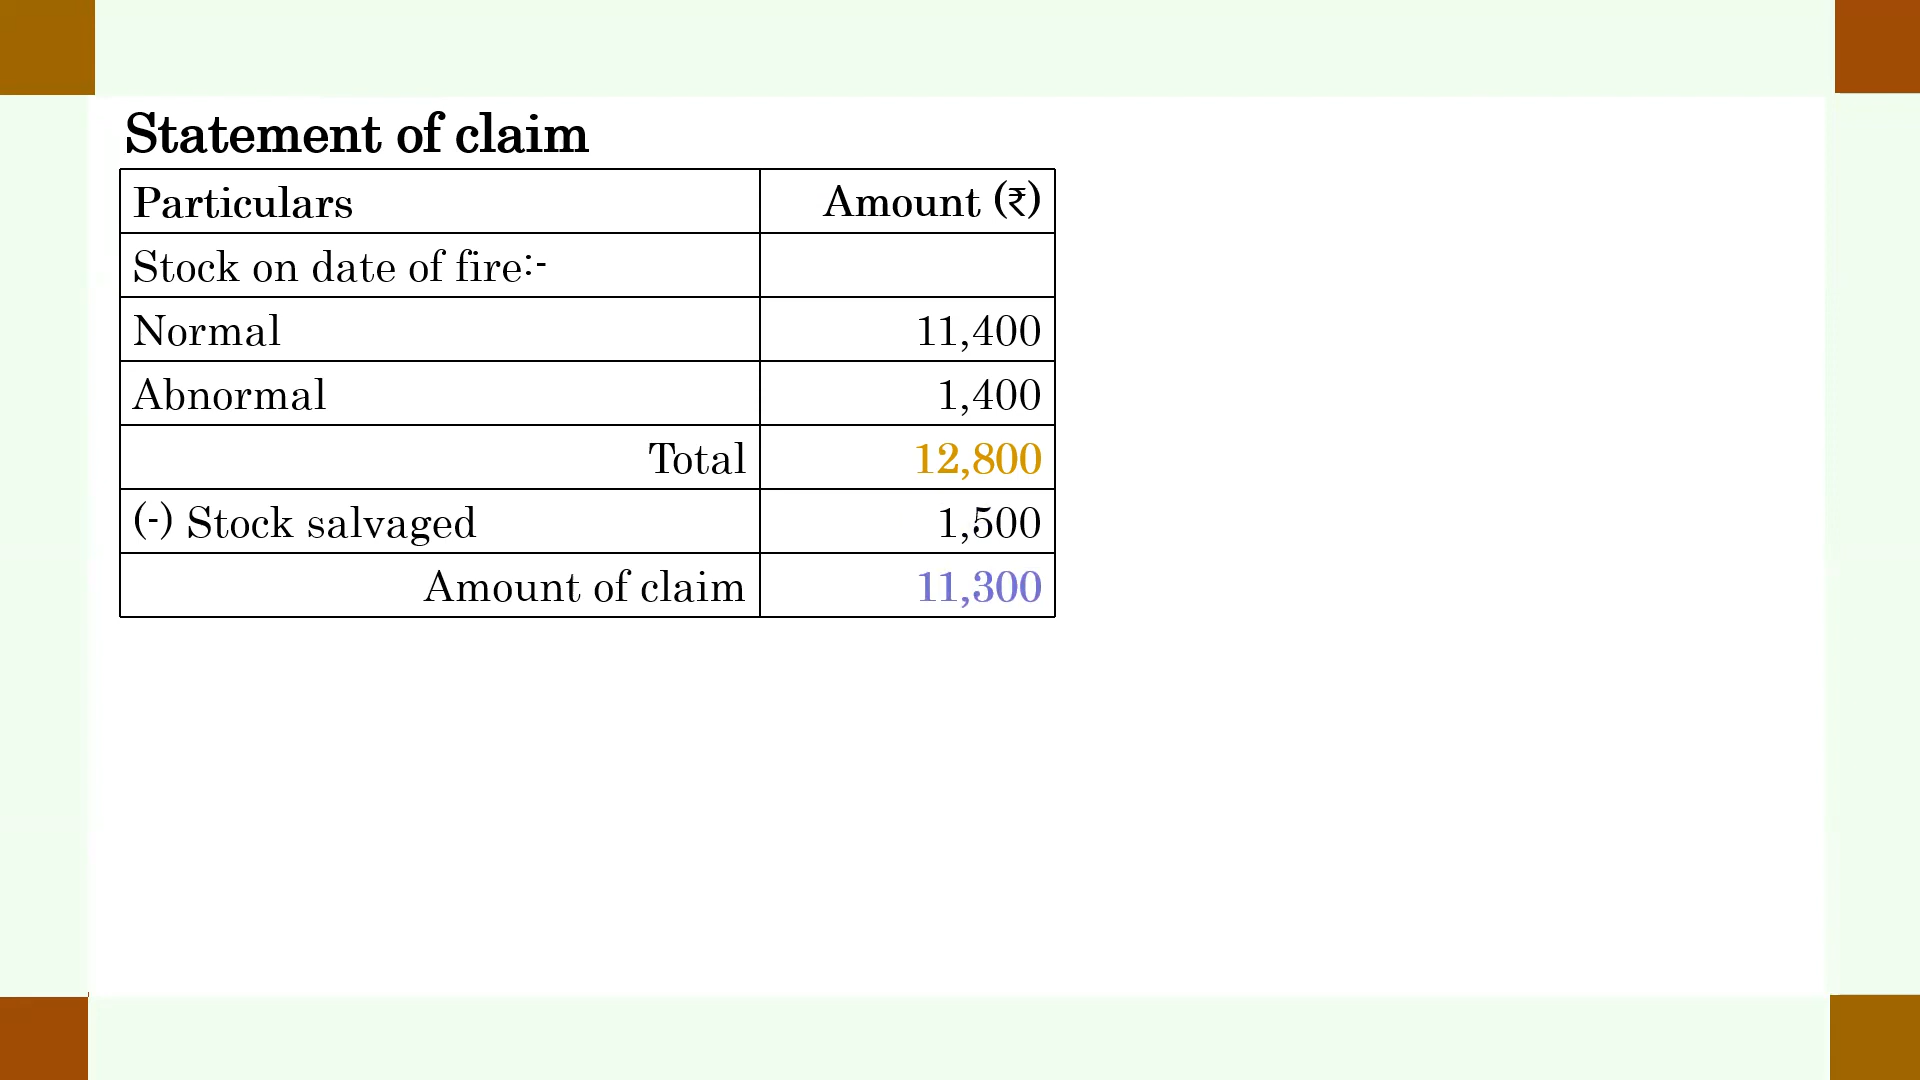 Statement of claim
Particulars Amount (₹)
Stock on date of fire:-
Normal 11,400
Abnormal 1,400
Total 12,800
(-) Stock salvaged 1,500
Amount of claim 11,300